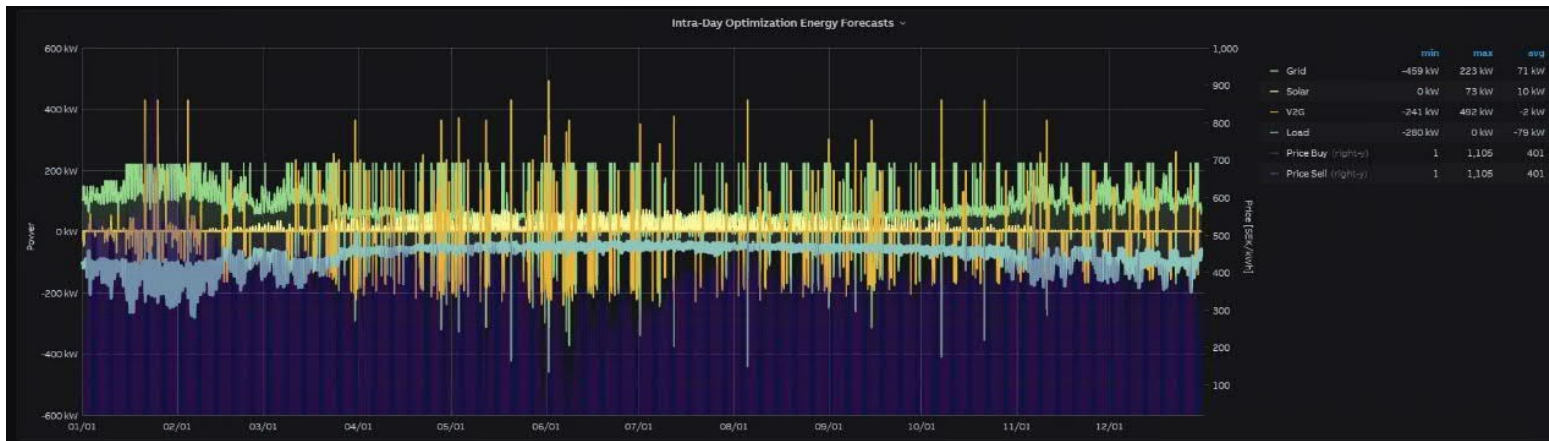 Intra-Day Optimization Energy Forecasts
600 kW
400 kW
200 kW
0 kW
-200 kW
-400 kW
-600 kW
Power
01/01 02/01 03/01 04/01 05/01 06/01 07/01 08/01 09/01 10/01 11/01 12/01
1,000
900
800
700
600
500
400
300
200
100
Price [SEK/kWh]
min max avg
Grid -459 kW 223 kW 71 kW
Solar 0 kW 73 kW 10 kW
V2G -241 kW 492 kW -2 kW
Load -280 kW 0 kW -79 kW
Price Buy (right-y) 1 1,105 401
Price Sell (right-y) 1 1,105 401